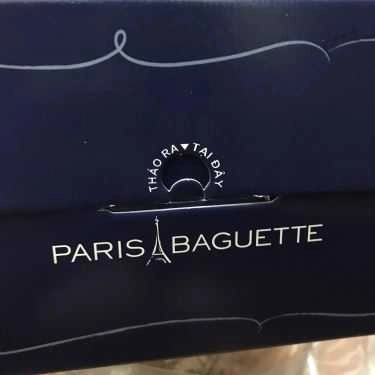 THÁO RA▼TẠI ĐÂY
PARIS BAGUETTE